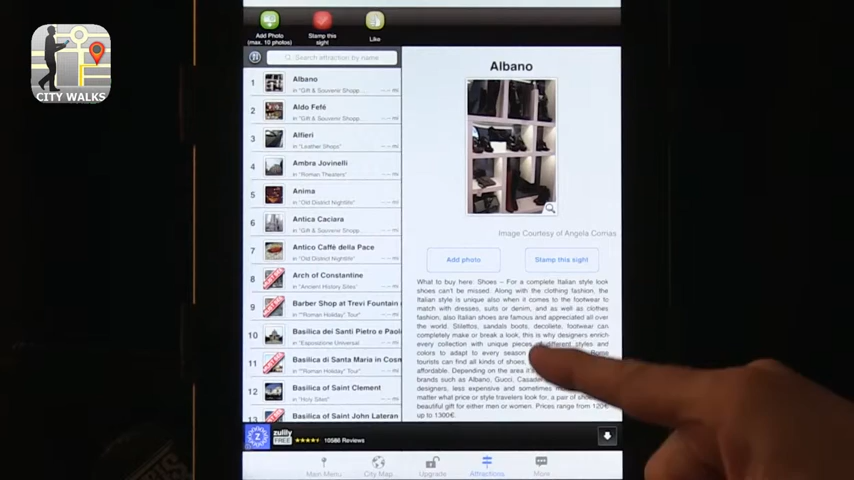 CITY WALKS
Add Photo
(max. 10 photos)
Stamp this
sight
Like
Search attraction by name
1 Albano
in "Gift & Souvenir Shopp...
2 Aldo Fefé
in "Gift & Souvenir Shopp...
3 Alfieri
in "Leather Shops"
4 Ambra Jovinelli
in "Roman Theaters"
5 Anima
in "Old District Nightlife"
6 Antica Caciara
in "Gift & Souvenir Shopp...
7 Antico Caffè della Pace
in "Old District Nightlife"
8 Arch of Constantine
in "Ancient History Sites"
9 Barber Shop at Trevi Fountain
in ""Roman Holiday" Tour"
10 Basilica dei Santi Pietro e Paolo
in "Esposizione Universal
11 Basilica di Santa Maria in Cosm
in ""Roman Holiday" Tour"
12 Basilica of Saint Clement
in "Holy Sites"
13 Basilica of Saint John Lateran
Albano
Image Courtesy of Angela Comas
Add photo
Stamp this sight
What to buy here: Shoes – For a complete Italian style look
shoes can't be missed. Along with the clothing fashion, the
Italian style is unique also when it comes to the footwear to
match with dresses, suits or denim, and as well as clothes
fashion, also Italian shoes are famous and appreciated all over
the world. Stilettos, sandals boots, decollete, footwear can
completely make or break a look, this is why designers enrich
every collection with unique pieces of different styles and
colors to adapt to every season Rome
tourists can find all kinds of shoes,
affordable. Depending on the area
brands such as Albano, Gucci, Casadei
designers, less expensive and sometimes
matter what price or style travelers look for, a pair of shoes
beautiful gift for either men or women. Prices range from 120€
up to 1300€.
zulily
FREE
10586 Reviews
Main Menu
City Map
Upgrade
Attractions
More